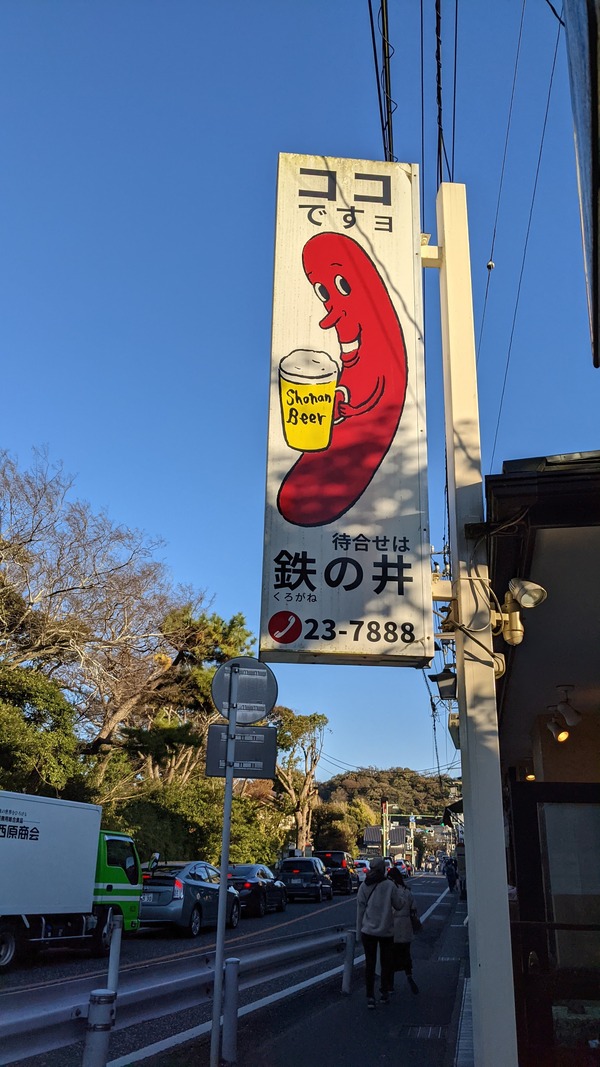 ココ
ですョ
Shonan
Beer
待合せは
鉄の井
くろがね
23-7888
西原商会